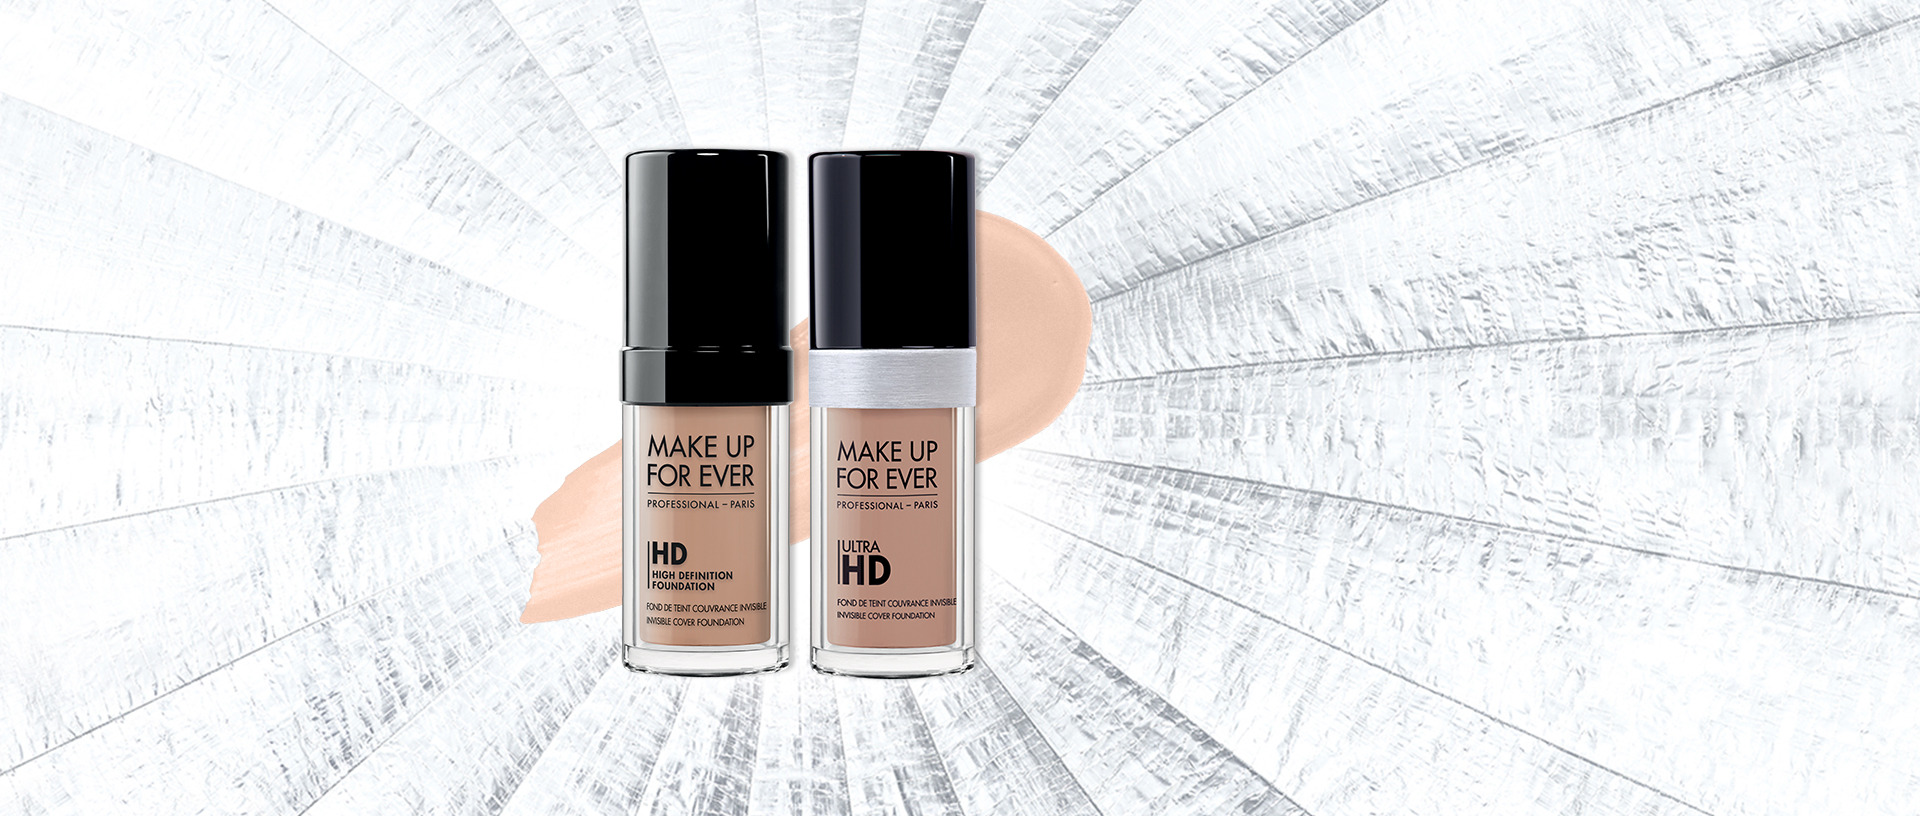 MAKE UP
FOR EVER
PROFESSIONAL – PARIS
HD
HIGH DEFINITION
FOUNDATION
FOND DE TEINT COUVRANCE INVISIBLE
INVISIBLE COVER FOUNDATION
MAKE UP
FOR EVER
PROFESSIONAL – PARIS
ULTRA
HD
FOND DE TEINT COUVRANCE INVISIBLE
INVISIBLE COVER FOUNDATION